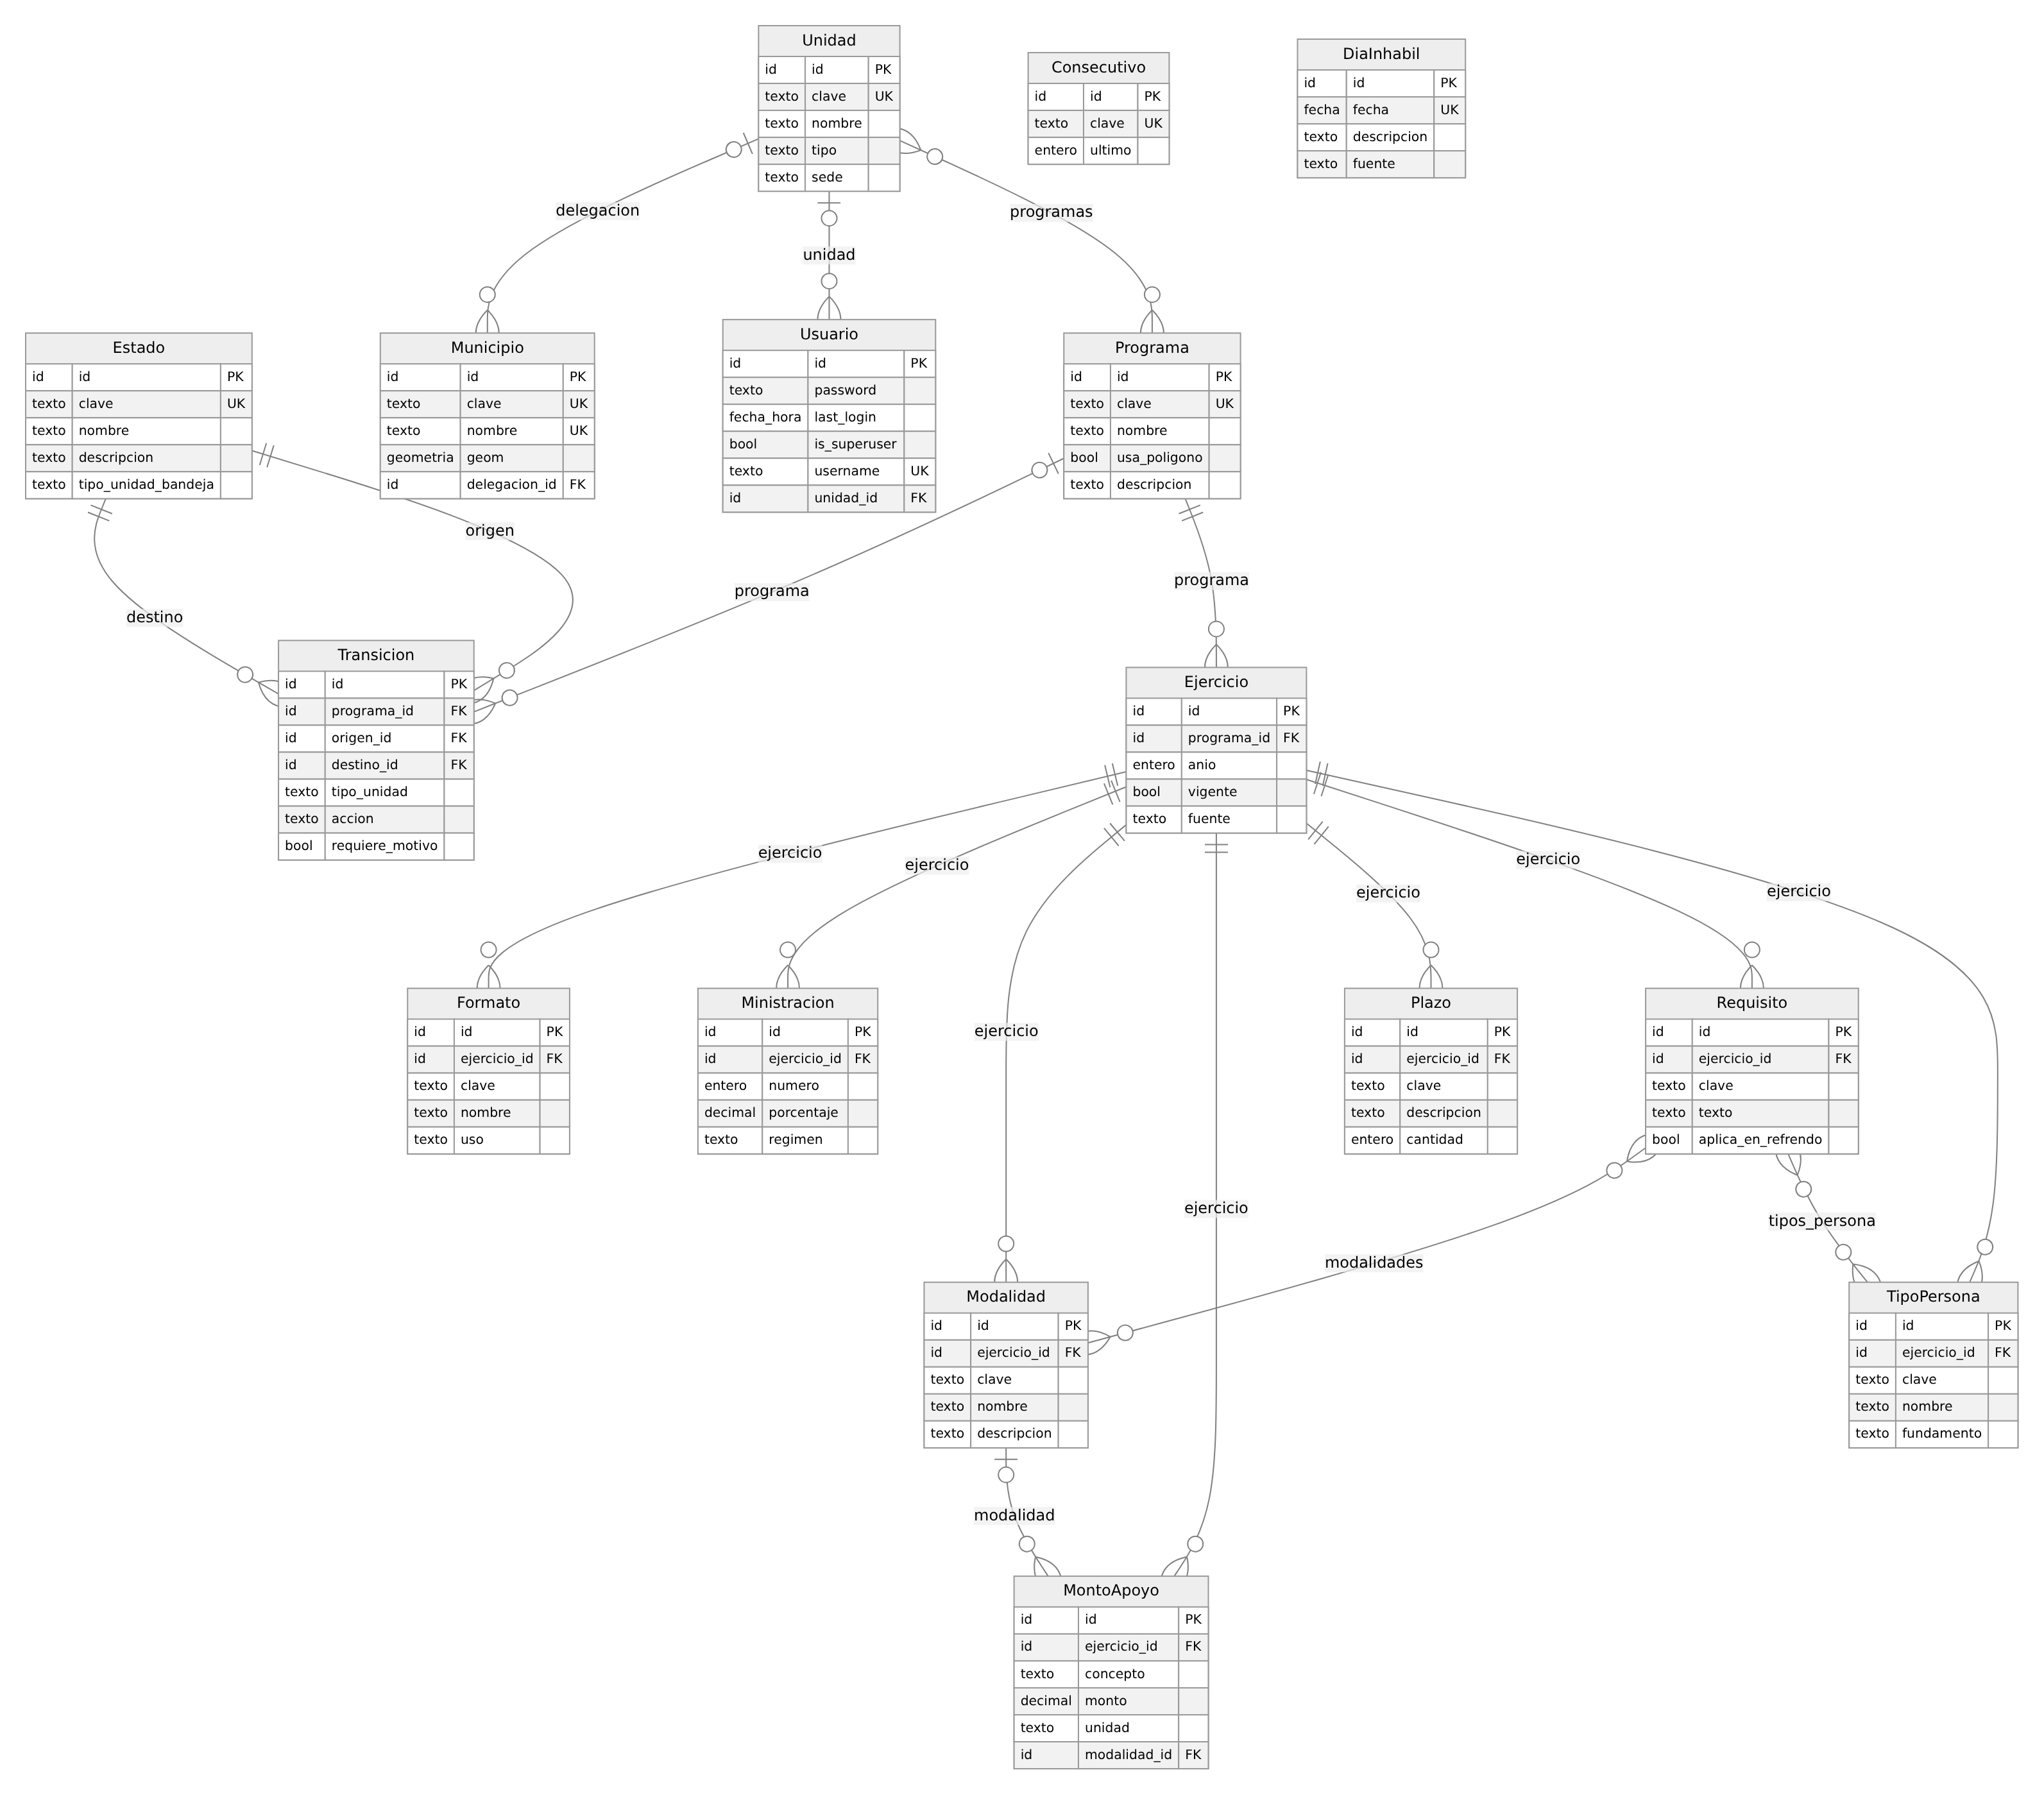 Unidad
id id PK
texto clave UK
texto nombre
texto tipo
texto sede
Consecutivo
id id PK
texto clave UK
entero ultimo
DiaInhabil
id id PK
fecha fecha UK
texto descripcion
texto fuente
delegacion
unidad
programas
Estado
id id PK
texto clave UK
texto nombre
texto descripcion
texto tipo_unidad_bandeja
Municipio
id id PK
texto clave UK
texto nombre UK
geometria geom
id delegacion_id FK
Usuario
id id PK
texto password
fecha_hora last_login
bool is_superuser
texto username UK
id unidad_id FK
Programa
id id PK
texto clave UK
texto nombre
bool usa_poligono
texto descripcion
origen
destino
programa
programa
Transicion
id id PK
id programa_id FK
id origen_id FK
id destino_id FK
texto tipo_unidad
texto accion
bool requiere_motivo
Ejercicio
id id PK
id programa_id FK
entero anio
bool vigente
texto fuente
ejercicio
ejercicio
ejercicio
ejercicio
ejercicio
ejercicio
ejercicio
Formato
id id PK
id ejercicio_id FK
texto clave
texto nombre
texto uso
Ministracion
id id PK
id ejercicio_id FK
entero numero
decimal porcentaje
texto regimen
Plazo
id id PK
id ejercicio_id FK
texto clave
texto descripcion
entero cantidad
Requisito
id id PK
id ejercicio_id FK
texto clave
texto texto
bool aplica_en_refrendo
tipos_persona
modalidades
Modalidad
id id PK
id ejercicio_id FK
texto clave
texto nombre
texto descripcion
TipoPersona
id id PK
id ejercicio_id FK
texto clave
texto nombre
texto fundamento
modalidad
MontoApoyo
id id PK
id ejercicio_id FK
texto concepto
decimal monto
texto unidad
id modalidad_id FK